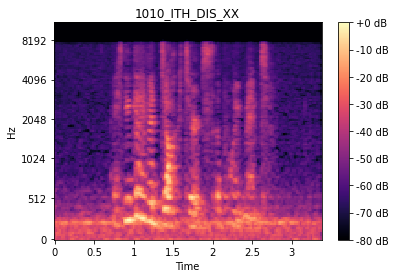 1010_ITH_DIS_XX
+0 dB
8192
-10 dB
4096
-20 dB
-30 dB
2048
Hz
-40 dB
1024
-50 dB
512
-60 dB
-70 dB
0
-80 dB
0 0.5 1 1.5 2 2.5 3
Time